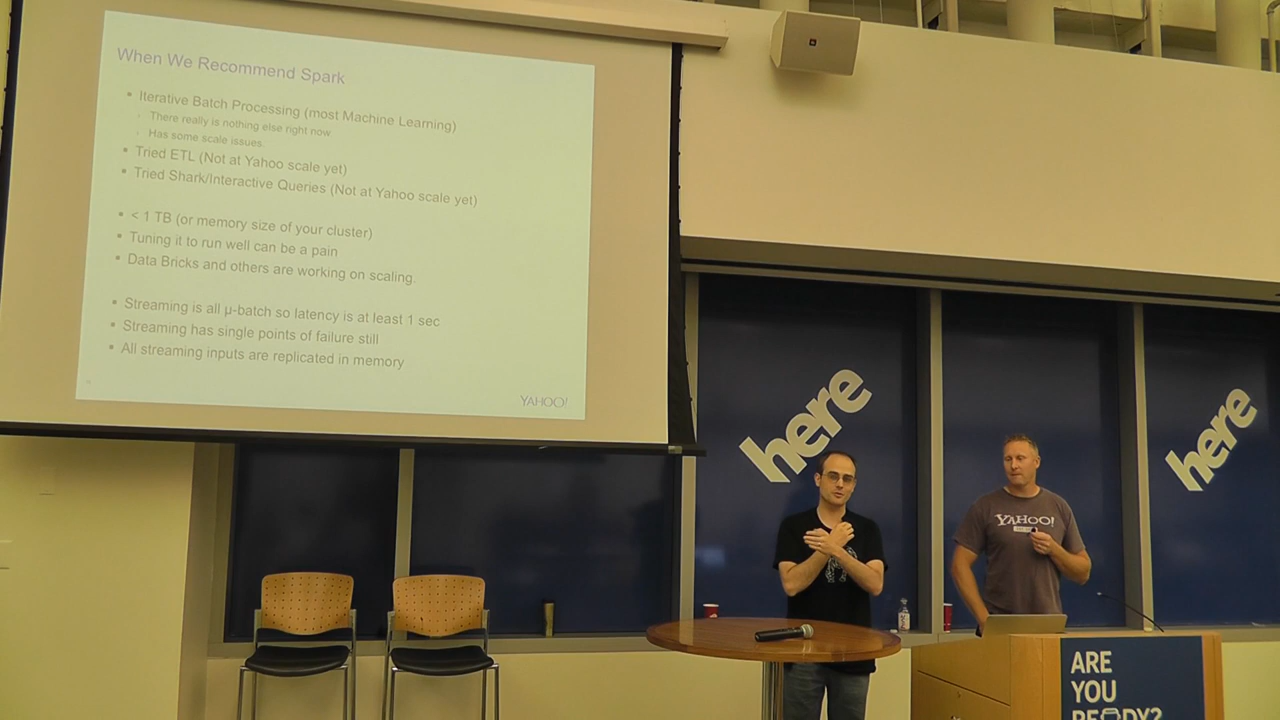 When We Recommend Spark
▪ Iterative Batch Processing (most Machine Learning)
There really is nothing else right now
Has some scale issues.
▪ Tried ETL (Not at Yahoo scale yet)
▪ Tried Shark/Interactive Queries (Not at Yahoo scale yet)
▪ < 1 TB (or memory size of your cluster)
▪ Tuning it to run well can be a pain
▪ Data Bricks and others are working on scaling.
▪ Streaming is all μ-batch so latency is at least 1 sec
▪ Streaming has single points of failure still
▪ All streaming inputs are replicated in memory
YAHOO!
here
here
YAHOO!
ARE
YOU
READY?